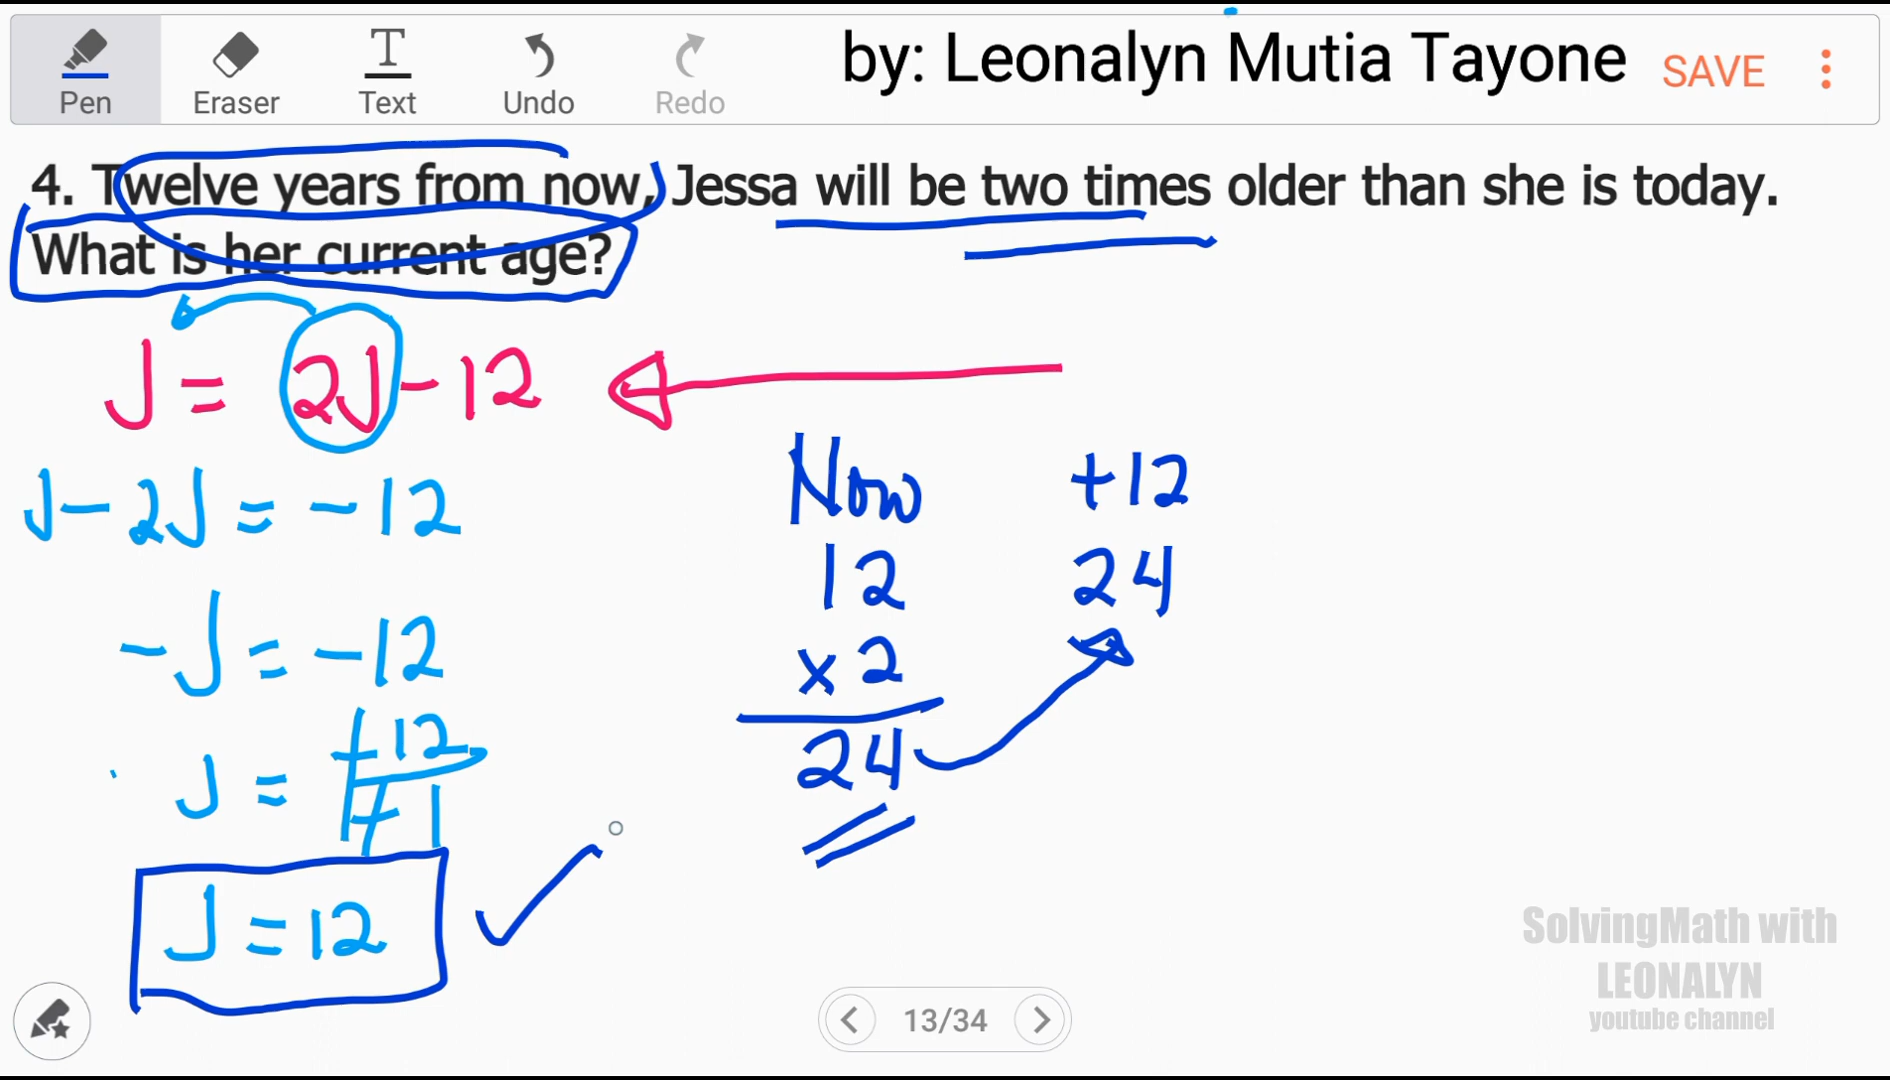 by: Leonalyn Mutia Tayone
SAVE
Pen
Eraser
T
Text
Undo
Redo
4. Twelve years from now, Jessa will be two times older than she is today.
What is her current age?
J = 2J - 12
J - 2J = -12
-J = -12
J = -12 / -1
J = 12
Now +12
12 24
x 2
24
13/34
SolvingMath with
LEONALYN
youtube channel